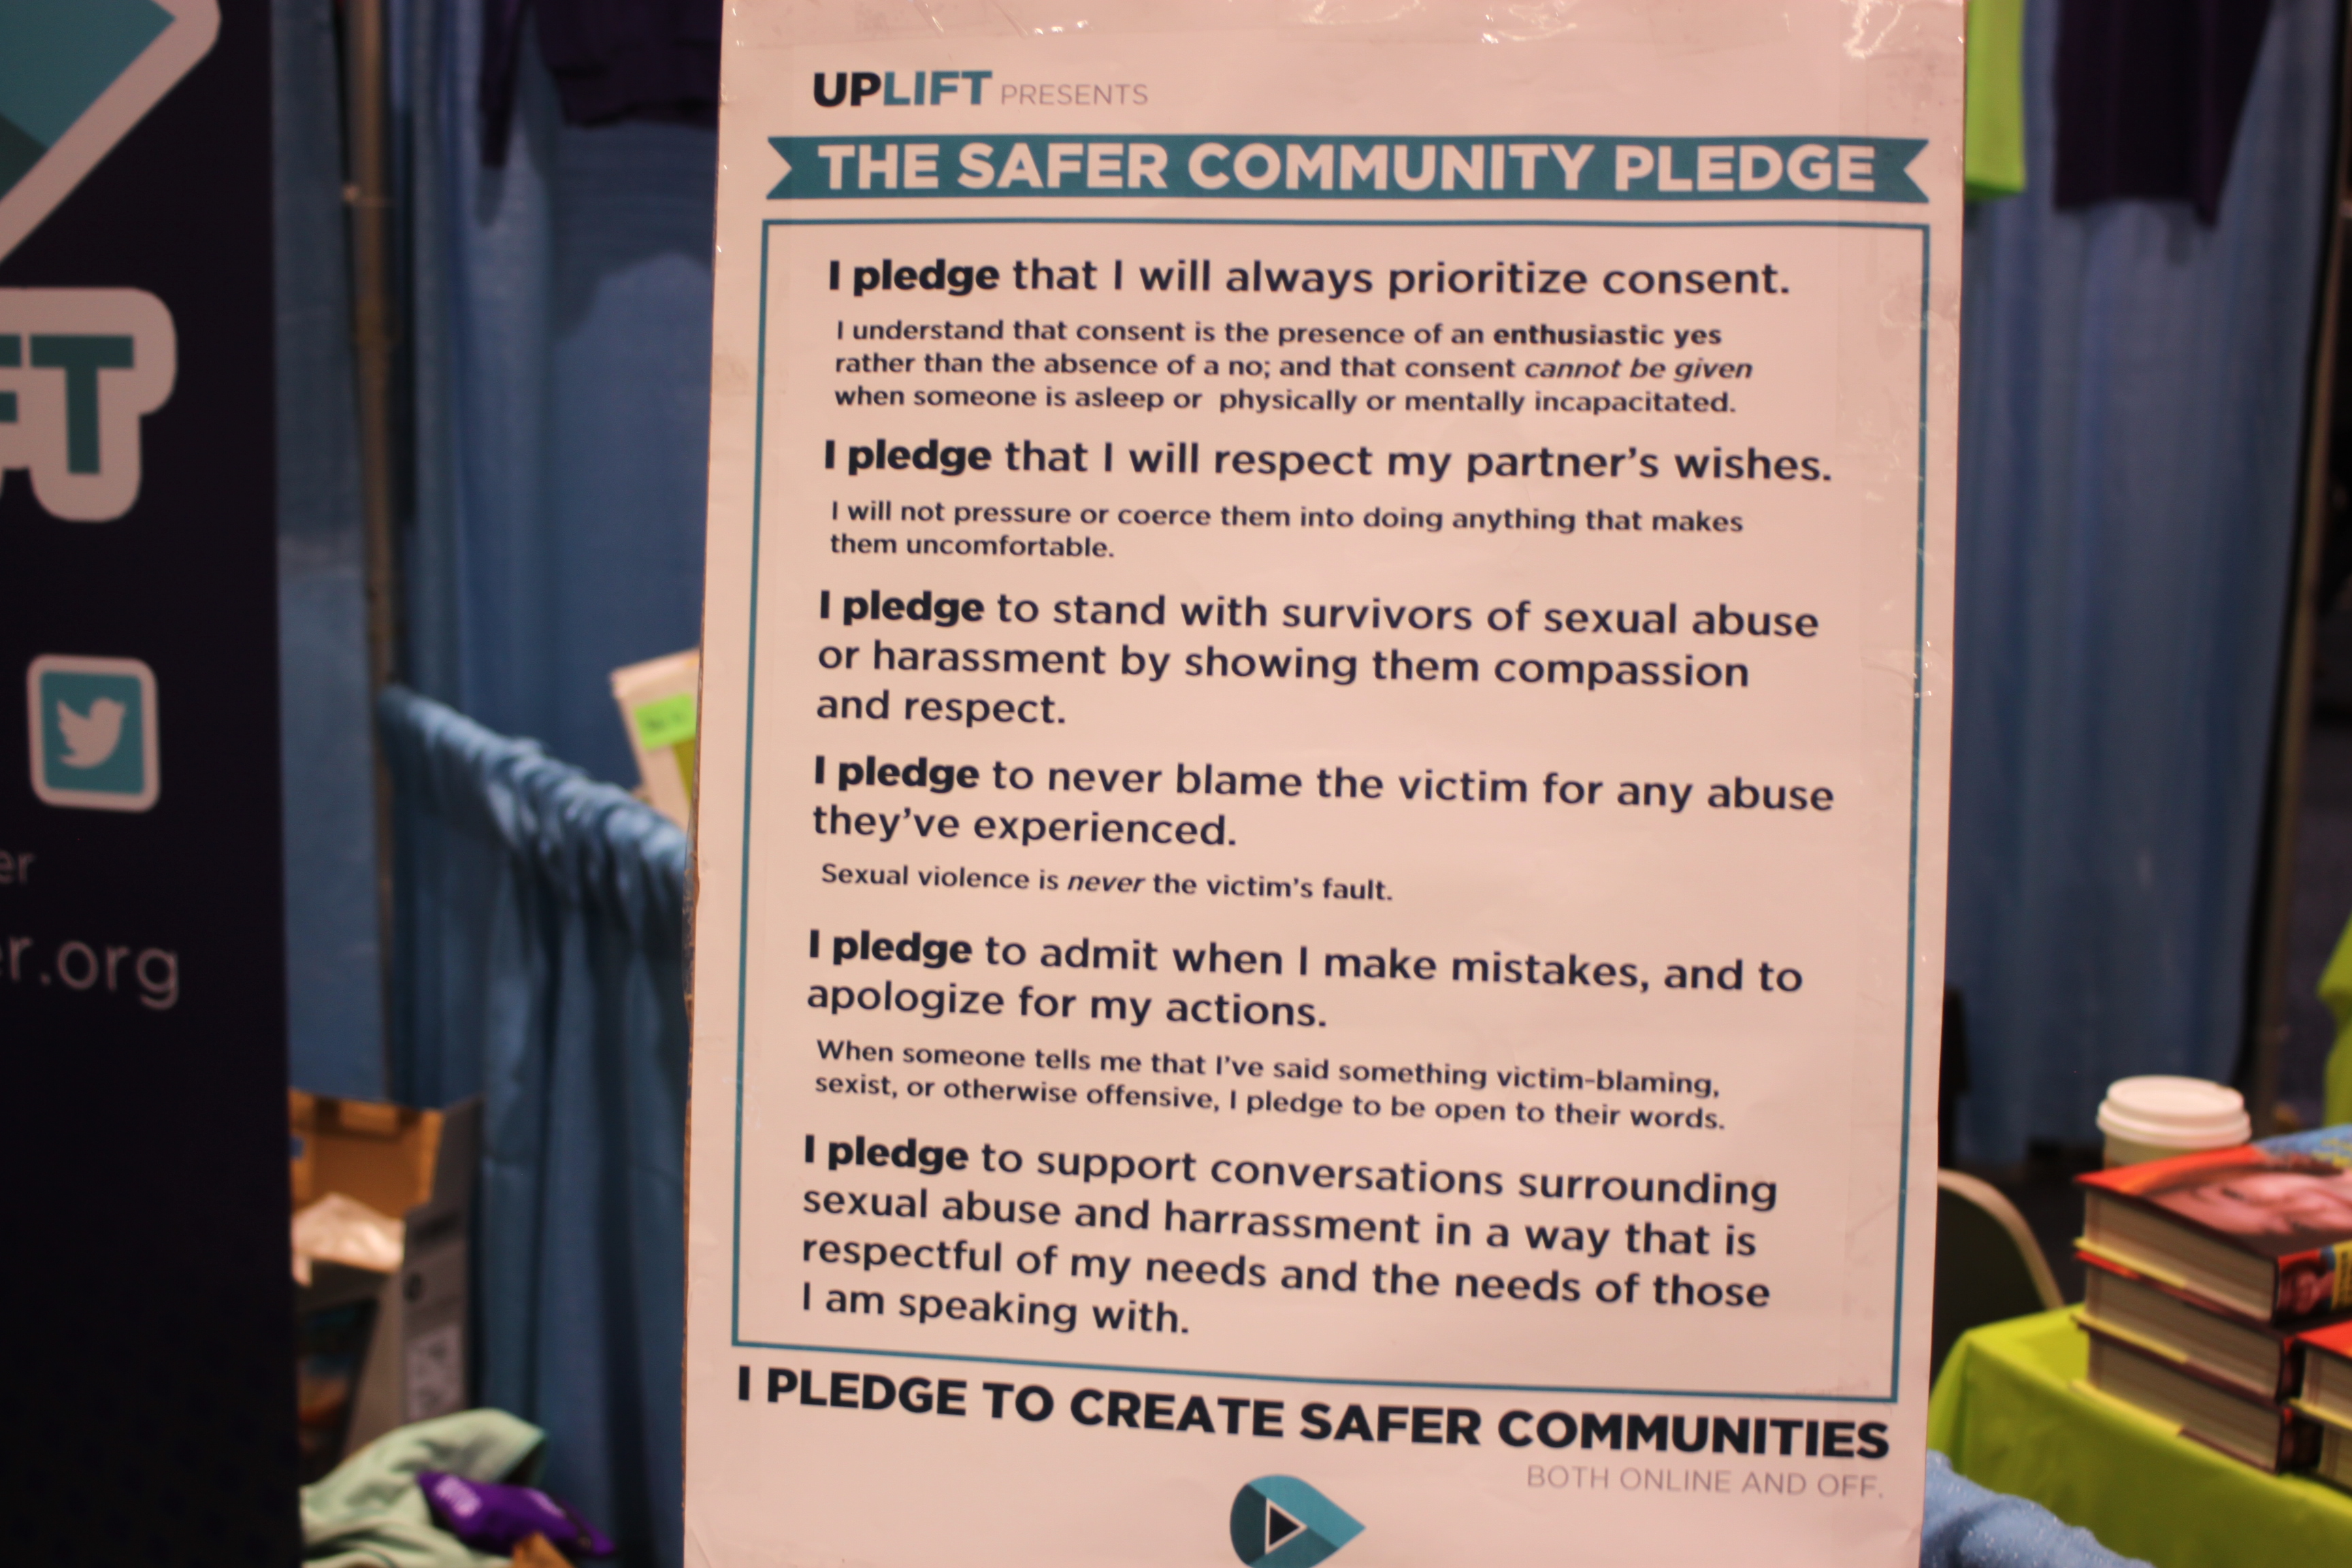 UPLIFT PRESENTS
THE SAFER COMMUNITY PLEDGE
I pledge that I will always prioritize consent.
I understand that consent is the presence of an enthusiastic yes
rather than the absence of a no; and that consent cannot be given
when someone is asleep or physically or mentally incapacitated.
I pledge that I will respect my partner's wishes.
I will not pressure or coerce them into doing anything that makes
them uncomfortable.
I pledge to stand with survivors of sexual abuse
or harassment by showing them compassion
and respect.
I pledge to never blame the victim for any abuse
they've experienced.
Sexual violence is never the victim's fault.
I pledge to admit when I make mistakes, and to
apologize for my actions.
When someone tells me that I've said something victim-blaming,
sexist, or otherwise offensive, I pledge to be open to their words.
I pledge to support conversations surrounding
sexual abuse and harrassment in a way that is
respectful of my needs and the needs of those
I am speaking with.
I PLEDGE TO CREATE SAFER COMMUNITIES
BOTH ONLINE AND OFF.
FT
er
er.org